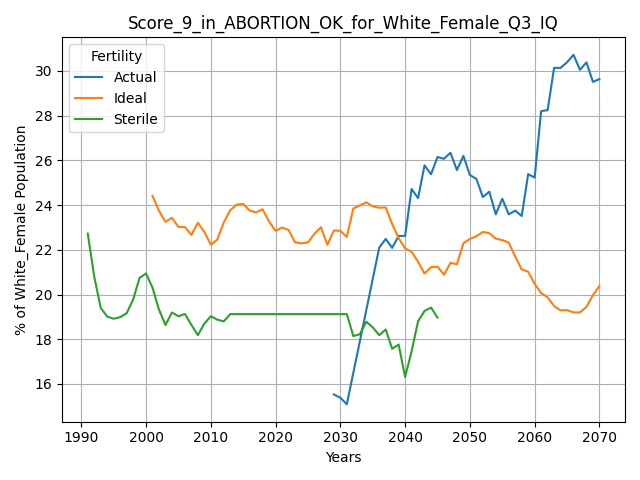 Score_9_in_ABORTION_OK_for_White_Female_Q3_IQ
Fertility
Actual
Ideal
Sterile
% of White_Female Population
30
28
26
24
22
20
18
16
1990 2000 2010 2020 2030 2040 2050 2060 2070
Years